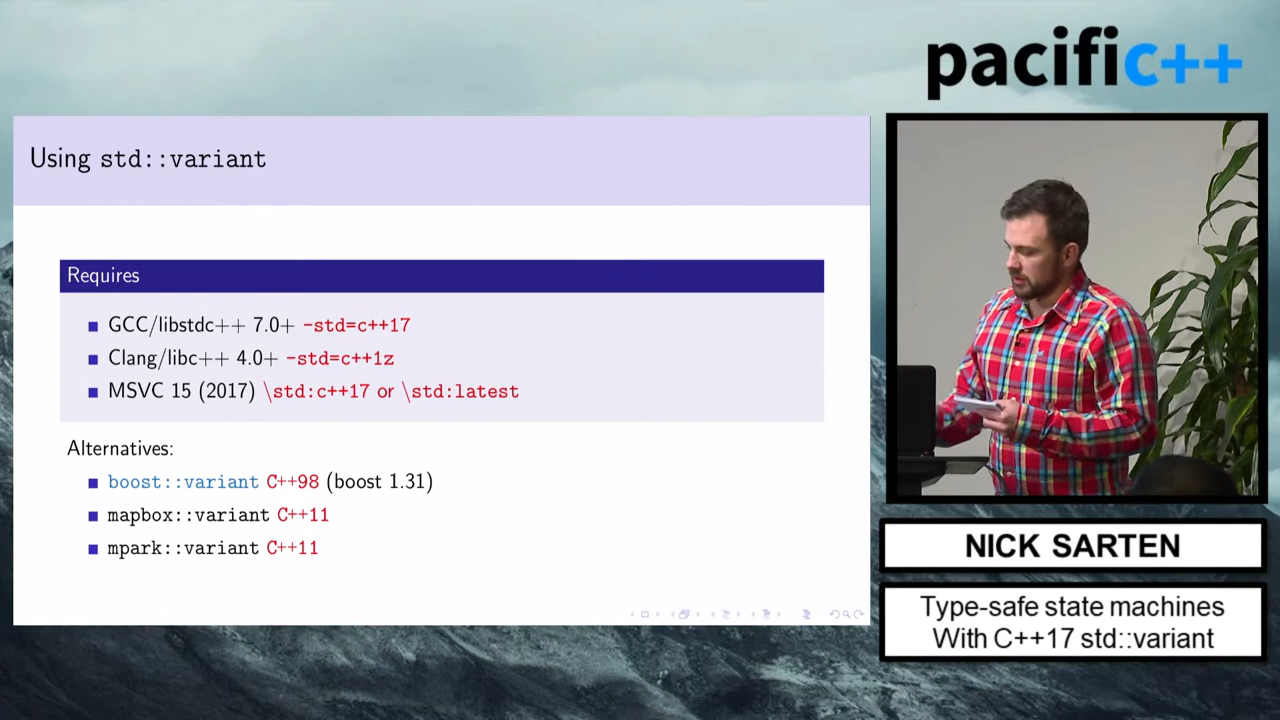 pacific++
Using std::variant
Requires
GCC/libstdc++ 7.0+ -std=c++17
Clang/libc++ 4.0+ -std=c++1z
MSVC 15 (2017) \std:c++17 or \std:latest
Alternatives:
boost::variant C++98 (boost 1.31)
mapbox::variant C++11
mpark::variant C++11
NICK SARTEN
Type-safe state machines
With C++17 std::variant